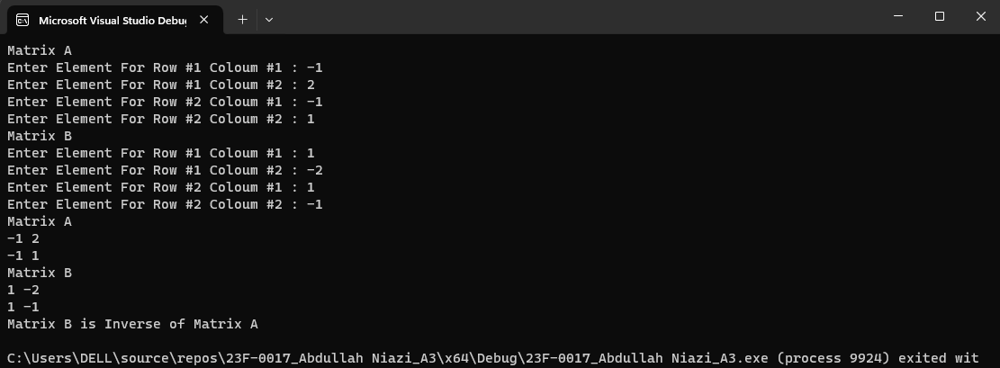 Microsoft Visual Studio Debug
Matrix A
Enter Element For Row #1 Coloum #1 : -1
Enter Element For Row #1 Coloum #2 : 2
Enter Element For Row #2 Coloum #1 : -1
Enter Element For Row #2 Coloum #2 : 1
Matrix B
Enter Element For Row #1 Coloum #1 : 1
Enter Element For Row #1 Coloum #2 : -2
Enter Element For Row #2 Coloum #1 : 1
Enter Element For Row #2 Coloum #2 : -1
Matrix A
-1 2
-1 1
Matrix B
1 -2
1 -1
Matrix B is Inverse of Matrix A
C:\Users\DELL\source\repos\23F-0017_Abdullah Niazi_A3\x64\Debug\23F-0017_Abdullah Niazi_A3.exe (process 9924) exited wit